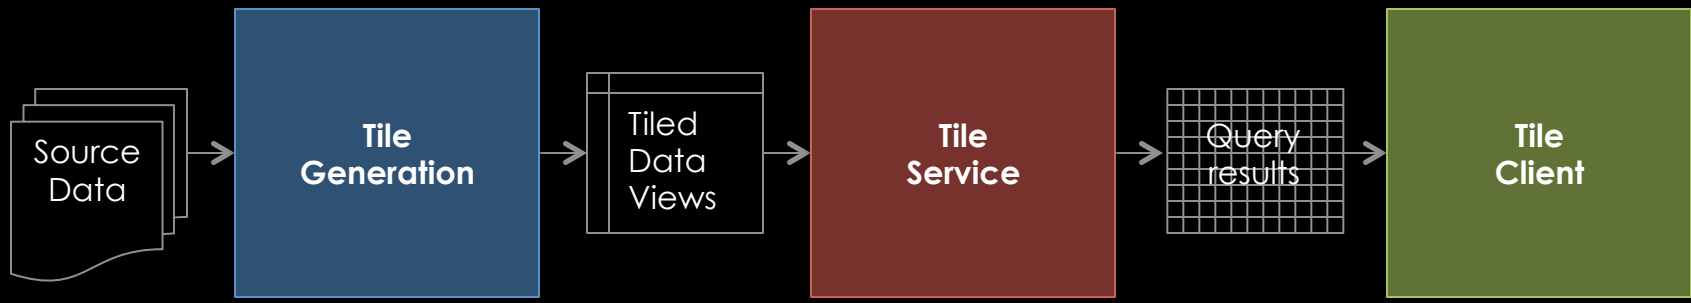 Source
Data
Tile
Generation
Tiled
Data
Views
Tile
Service
Query
results
Tile
Client